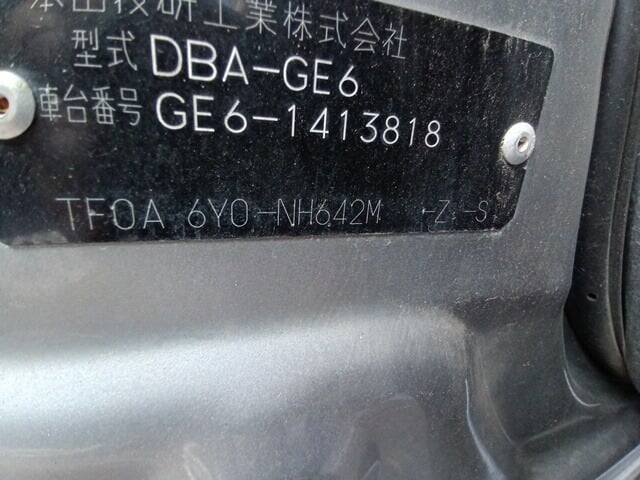 本田技研工業株式会社
型式 DBA-GE6
車台番号 GE6-1413818
TF0A 6Y0-NH642M -Z -S